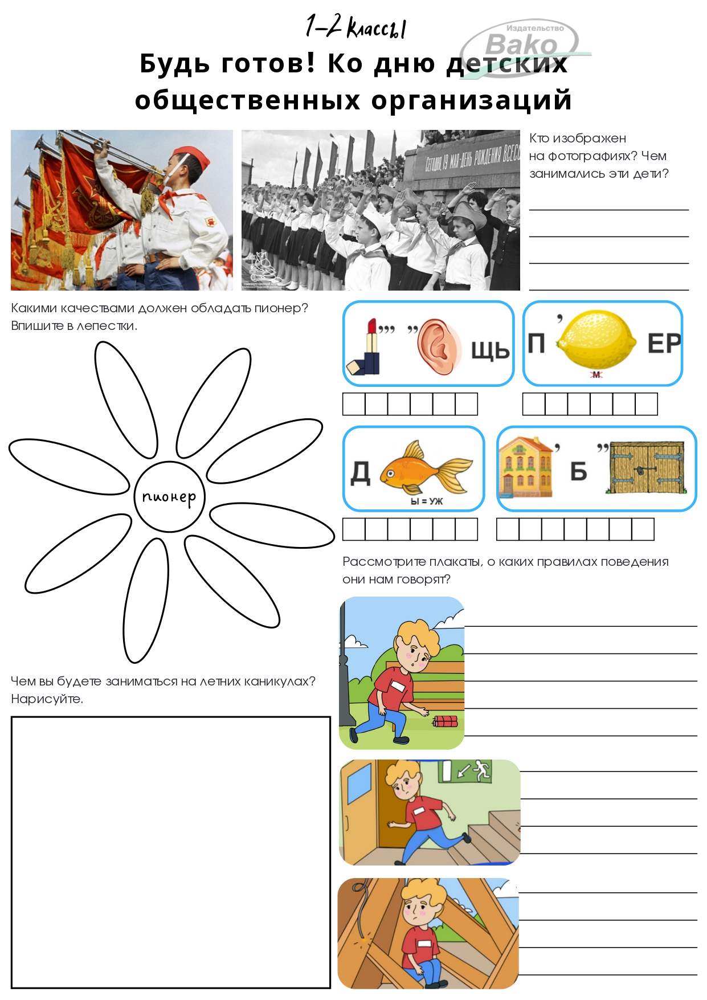 1–2 классы
Издательство
Вако
Будь готов! Ко дню детских
общественных организаций
СЕГОДНЯ, 19 МАЯ-ДЕНЬ РОЖДЕНИЯ ВСЕСО
Кто изображен
на фотографиях? Чем
занимались эти дети?
Какими качествами должен обладать пионер?
Впишите в лепестки.
пионер
,,, ,, ЩЬ
П , ЕР
М
Д
Ы = УЖ
, Б ,,
Рассмотрите плакаты, о каких правилах поведения
они нам говорят?
Чем вы будете заниматься на летних каникулах?
Нарисуйте.